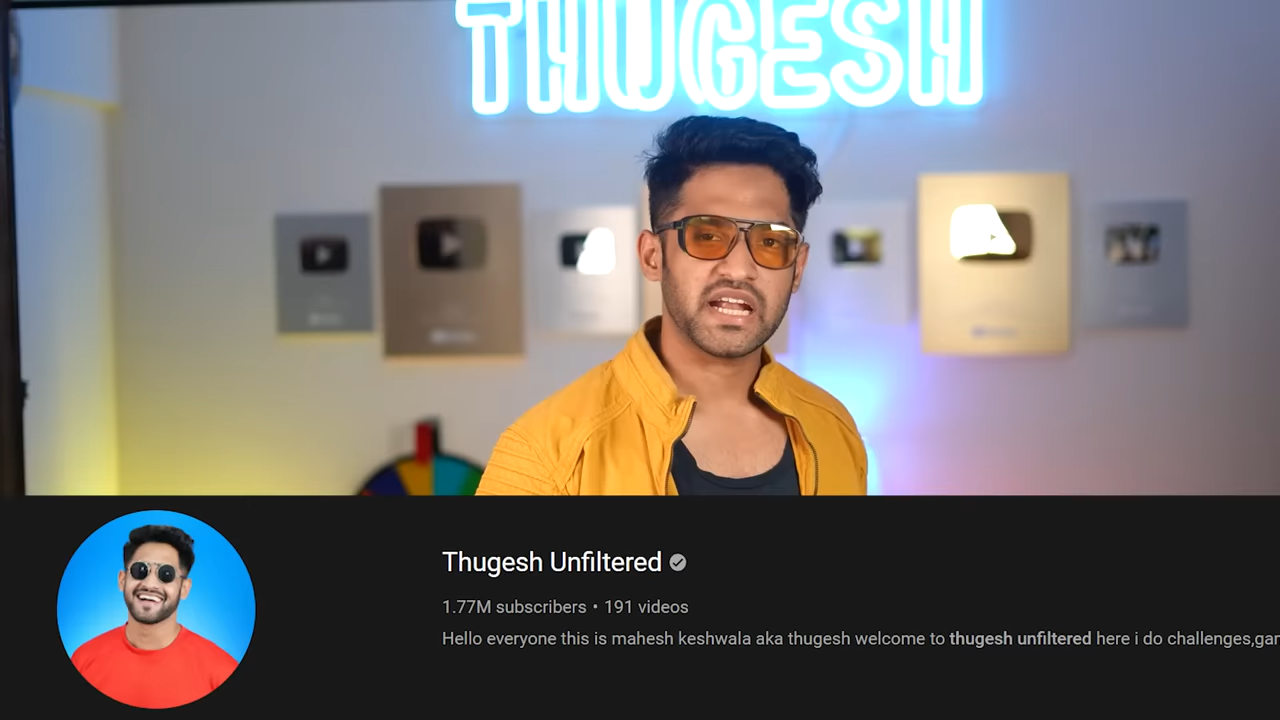 THUGESH
Thugesh Unfiltered
1.77M subscribers • 191 videos
Hello everyone this is mahesh keshwala aka thugesh welcome to thugesh unfiltered here i do challenges,gar